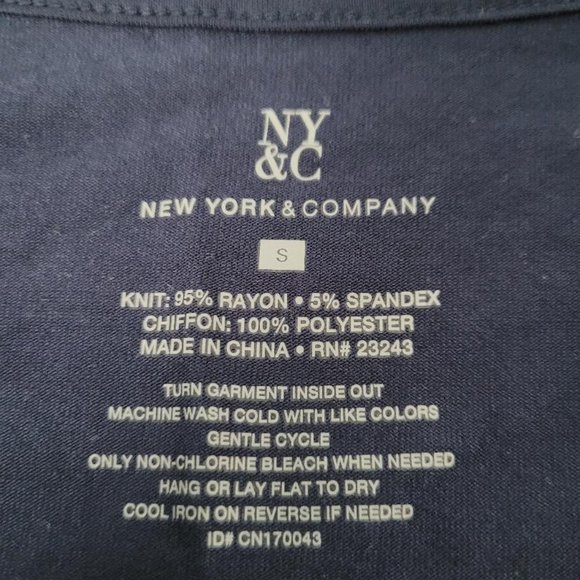 NY
&C
NEW YORK & COMPANY
S
KNIT: 95% RAYON • 5% SPANDEX
CHIFFON: 100% POLYESTER
MADE IN CHINA • RN# 23243
TURN GARMENT INSIDE OUT
MACHINE WASH COLD WITH LIKE COLORS
GENTLE CYCLE
ONLY NON-CHLORINE BLEACH WHEN NEEDED
HANG OR LAY FLAT TO DRY
COOL IRON ON REVERSE IF NEEDED
ID# CN170043